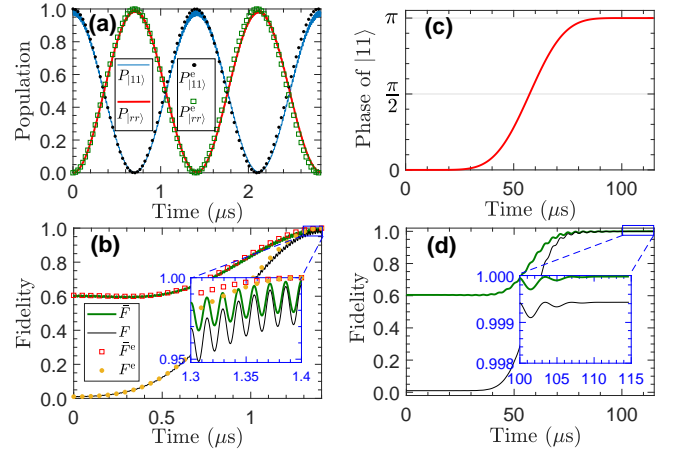 (a)
Population
1.0
0.8
0.6
0.4
0.2
0.0
P|11⟩
P|rr⟩
P^e|11⟩
P^e|rr⟩
0 1 2
Time (μs)
(c)
Phase of |11⟩
π
π/2
0
0 50 100
Time (μs)
(b)
Fidelity
1.0
0.8
0.6
0.4
0.2
0.0
F̄
F
F̄^e
F^e
1.00
0.95
1.3 1.35 1.4
0 0.5 1
Time (μs)
(d)
Fidelity
1.0
0.8
0.6
0.4
0.2
0.0
1.000
0.999
0.998
100 105 110 115
0 50 100
Time (μs)